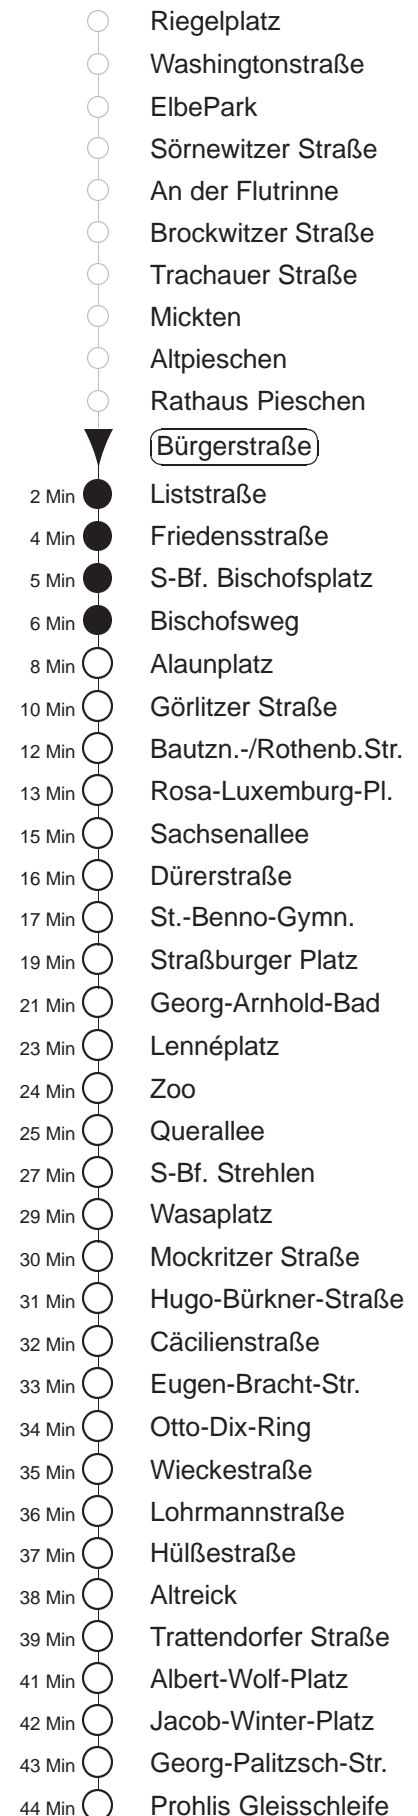 Riegelplatz
Washingtonstraße
ElbePark
Sörnewitzer Straße
An der Flutrinne
Brockwitzer Straße
Trachauer Straße
Mickten
Altpieschen
Rathaus Pieschen
Bürgerstraße
2 Min Liststraße
4 Min Friedensstraße
5 Min S-Bf. Bischofsplatz
6 Min Bischofsweg
8 Min Alaunplatz
10 Min Görlitzer Straße
12 Min Bautzn.-/Rothenb.Str.
13 Min Rosa-Luxemburg-Pl.
15 Min Sachsenallee
16 Min Dürerstraße
17 Min St.-Benno-Gymn.
19 Min Straßburger Platz
21 Min Georg-Arnhold-Bad
23 Min Lennéplatz
24 Min Zoo
25 Min Querallee
27 Min S-Bf. Strehlen
29 Min Wasaplatz
30 Min Mockritzer Straße
31 Min Hugo-Bürkner-Straße
32 Min Cäcilienstraße
33 Min Eugen-Bracht-Str.
34 Min Otto-Dix-Ring
35 Min Wieckestraße
36 Min Lohrmannstraße
37 Min Hülßestraße
38 Min Altreick
39 Min Trattendorfer Straße
41 Min Albert-Wolf-Platz
42 Min Jacob-Winter-Platz
43 Min Georg-Palitzsch-Str.
44 Min Prohlis Gleisschleife